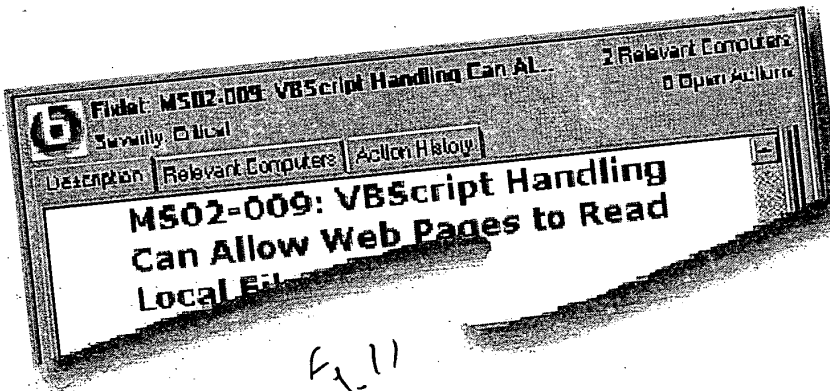 Fixlet: MS02-009: VBScript Handling Can Al...
2 Relevant Computers
Severity: Critical
0 Open Actions
Description
Relevant Computers
Action History
MS02-009: VBScript Handling
Can Allow Web Pages to Read
Local